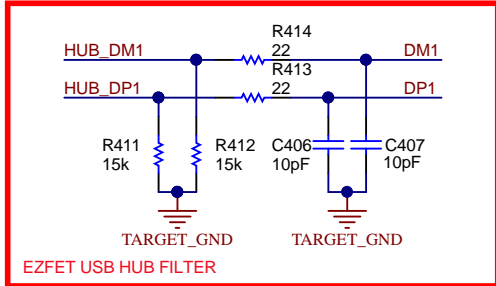 R414
HUB_DM1
22
DM1
R413
HUB_DP1
22
DP1
R411
15k
R412
15k
C406
10pF
C407
10pF
TARGET_GND
TARGET_GND
EZFET USB HUB FILTER